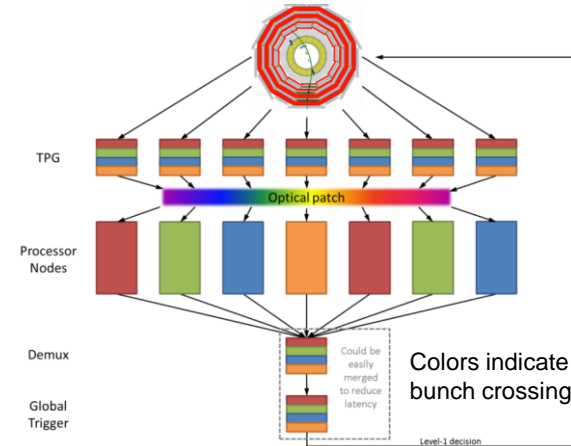 TPG
Optical patch
Processor
Nodes
Demux
Could be
easily
merged
to reduce
latency
Colors indicate
bunch crossing
Global
Trigger
Level-1 decision